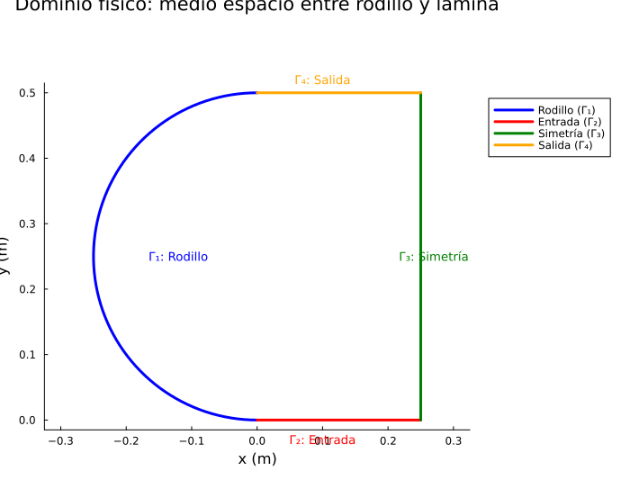 Dominio físico: medio espacio entre rodillo y lámina
Γ₄: Salida
0.5
0.4
0.3
0.2
0.1
0.0
y (m)
Γ₁: Rodillo
Γ₃: Simetría
Rodillo (Γ₁)
Entrada (Γ₂)
Simetría (Γ₃)
Salida (Γ₄)
−0.3 −0.2 −0.1 0.0 0.1 0.2 0.3
Γ₂: Entrada
x (m)